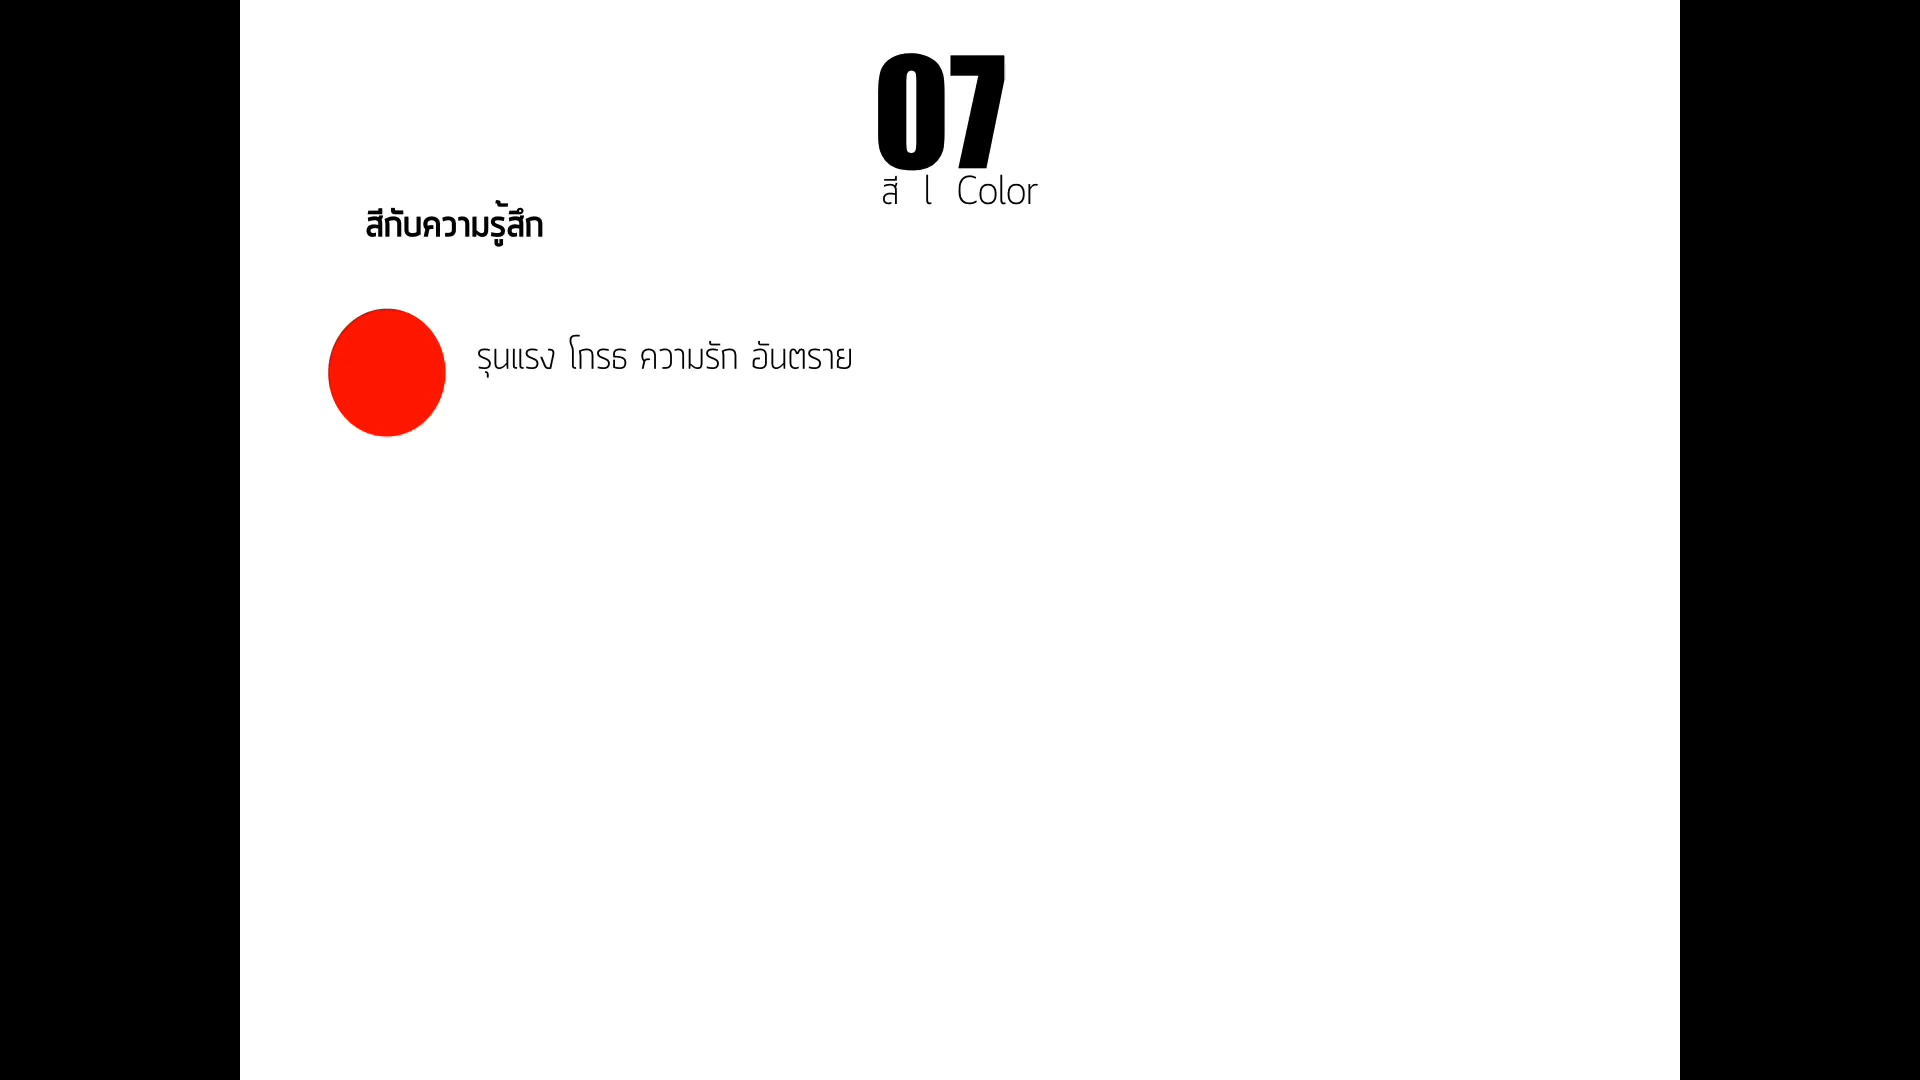 07
สี l Color
สีกับความรู้สึก
รุนแรง โกรธ ความรัก อันตราย